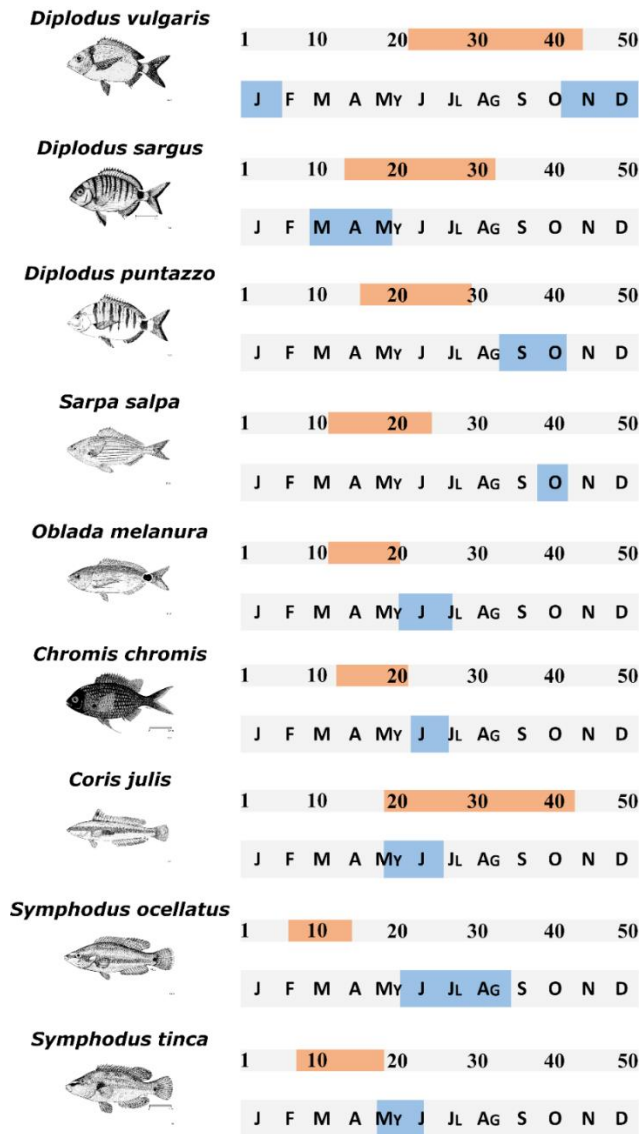 Diplodus vulgaris
1 10 20 30 40 50
J F M A MY J JL AG S O N D
Diplodus sargus
1 10 20 30 40 50
J F M A MY J JL AG S O N D
Diplodus puntazzo
1 10 20 30 40 50
J F M A MY J JL AG S O N D
Sarpa salpa
1 10 20 30 40 50
J F M A MY J JL AG S O N D
Oblada melanura
1 10 20 30 40 50
J F M A MY J JL AG S O N D
Chromis chromis
1 10 20 30 40 50
J F M A MY J JL AG S O N D
Coris julis
1 10 20 30 40 50
J F M A MY J JL AG S O N D
Symphodus ocellatus
1 10 20 30 40 50
J F M A MY J JL AG S O N D
Symphodus tinca
1 10 20 30 40 50
J F M A MY J JL AG S O N D